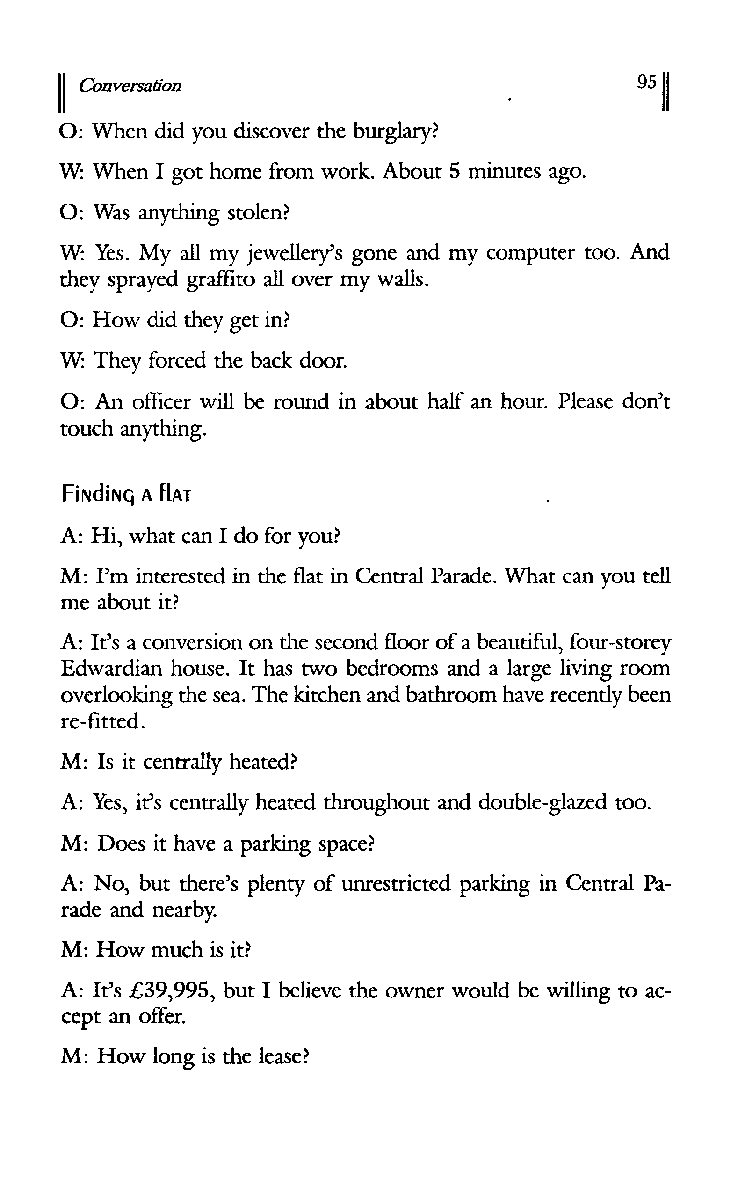 Conversation 95
O: When did you discover the burglary?
W: When I got home from work. About 5 minutes ago.
O: Was anything stolen?
W: Yes. My all my jewellery's gone and my computer too. And
they sprayed graffito all over my walls.
O: How did they get in?
W: They forced the back door.
O: An officer will be round in about half an hour. Please don't
touch anything.
FiNdiNq A flAT
A: Hi, what can I do for you?
M: I'm interested in the flat in Central Parade. What can you tell
me about it?
A: It's a conversion on the second floor of a beautiful, four-storey
Edwardian house. It has two bedrooms and a large living room
overlooking the sea. The kitchen and bathroom have recently been
re-fitted.
M: Is it centrally heated?
A: Yes, it's centrally heated throughout and double-glazed too.
M: Does it have a parking space?
A: No, but there's plenty of unrestricted parking in Central Pa-
rade and nearby.
M: How much is it?
A: It's £39,995, but I believe the owner would be willing to ac-
cept an offer.
M: How long is the lease?